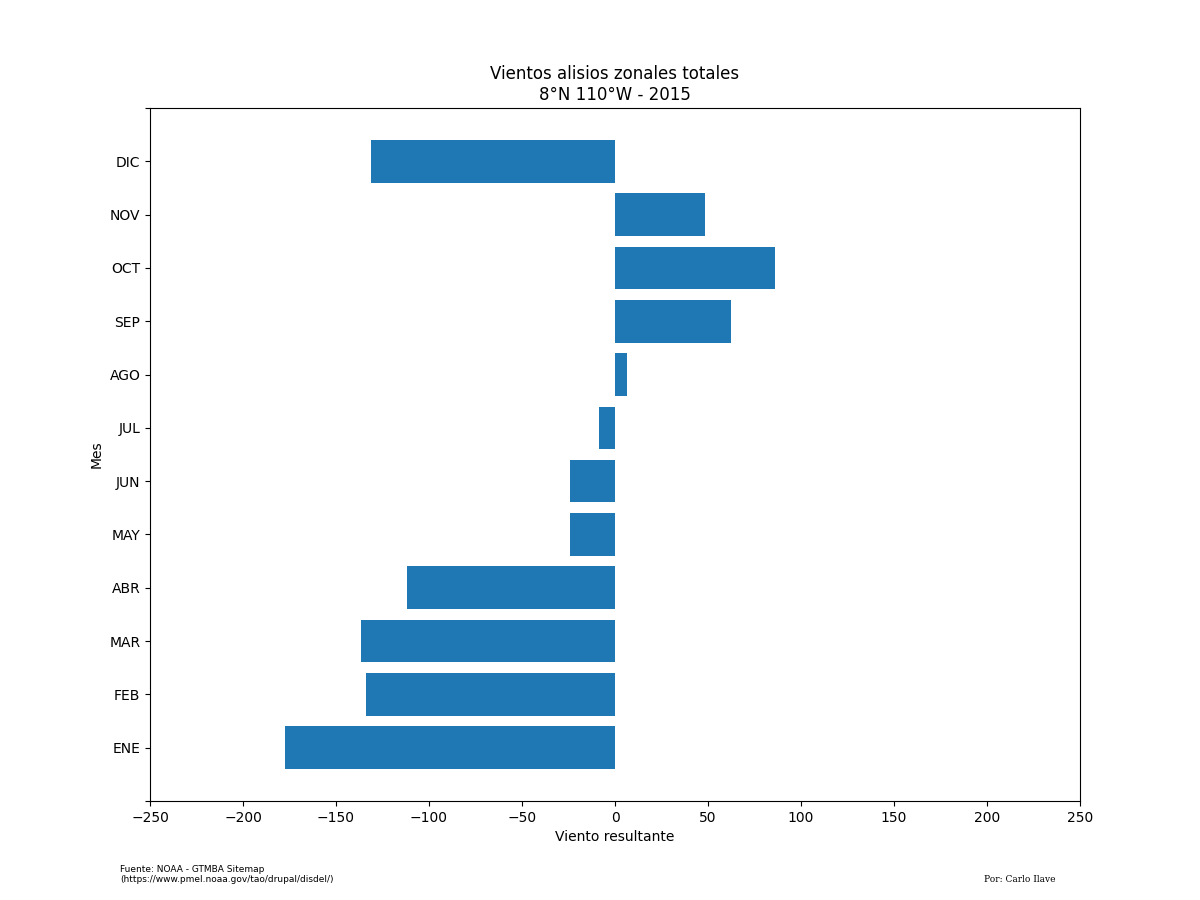 Vientos alisios zonales totales
8°N 110°W - 2015
DIC
NOV
OCT
SEP
AGO
JUL
JUN
MAY
ABR
MAR
FEB
ENE
Mes
−250 −200 −150 −100 −50 0 50 100 150 200 250
Viento resultante
Fuente: NOAA - GTMBA Sitemap
(https://www.pmel.noaa.gov/tao/drupal/disdel/)
Por: Carlo Ilave